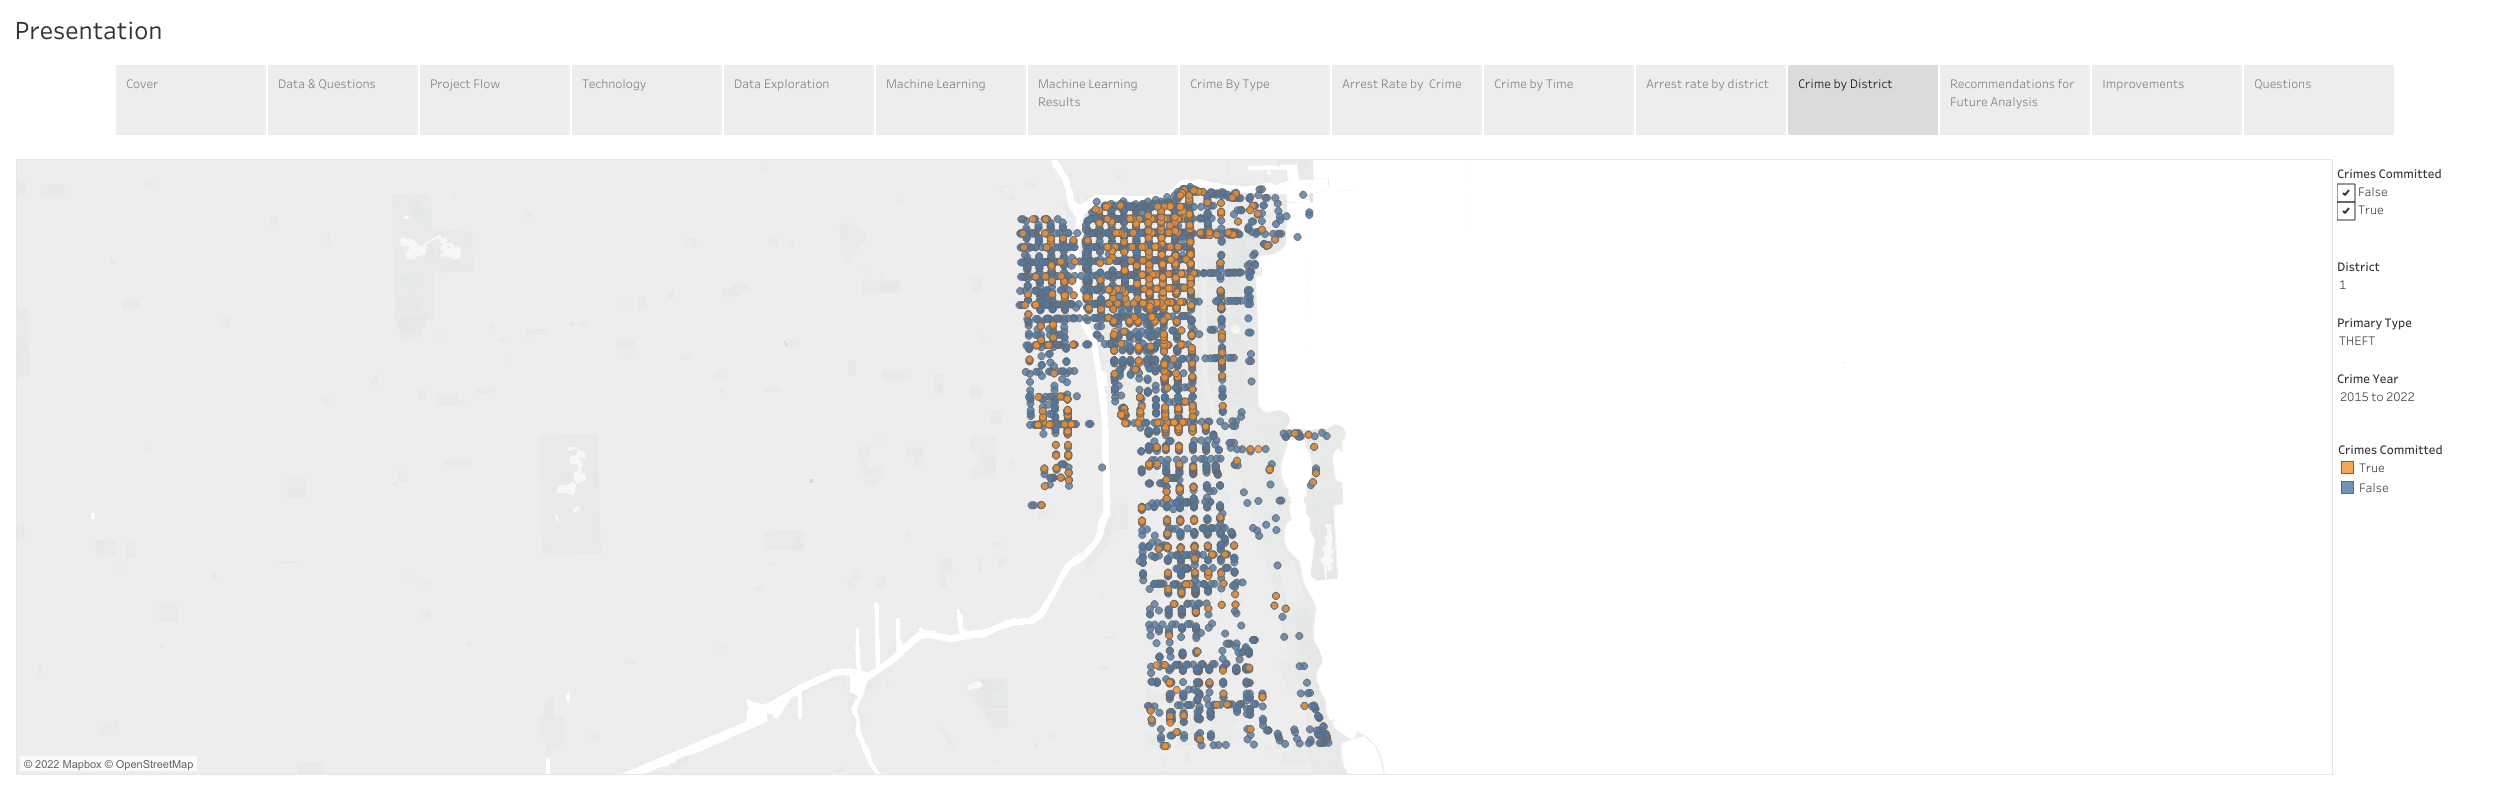 Presentation
Cover
Data & Questions
Project Flow
Technology
Data Exploration
Machine Learning
Machine Learning
Results
Crime By Type
Arrest Rate by  Crime
Crime by Time
Arrest rate by district
Crime by District
Recommendations for
Future Analysis
Improvements
Questions
Crimes Committed
False
True
District
1
Primary Type
THEFT
Crime Year
2015 to 2022
Crimes Committed
True
False
© 2022 Mapbox © OpenStreetMap